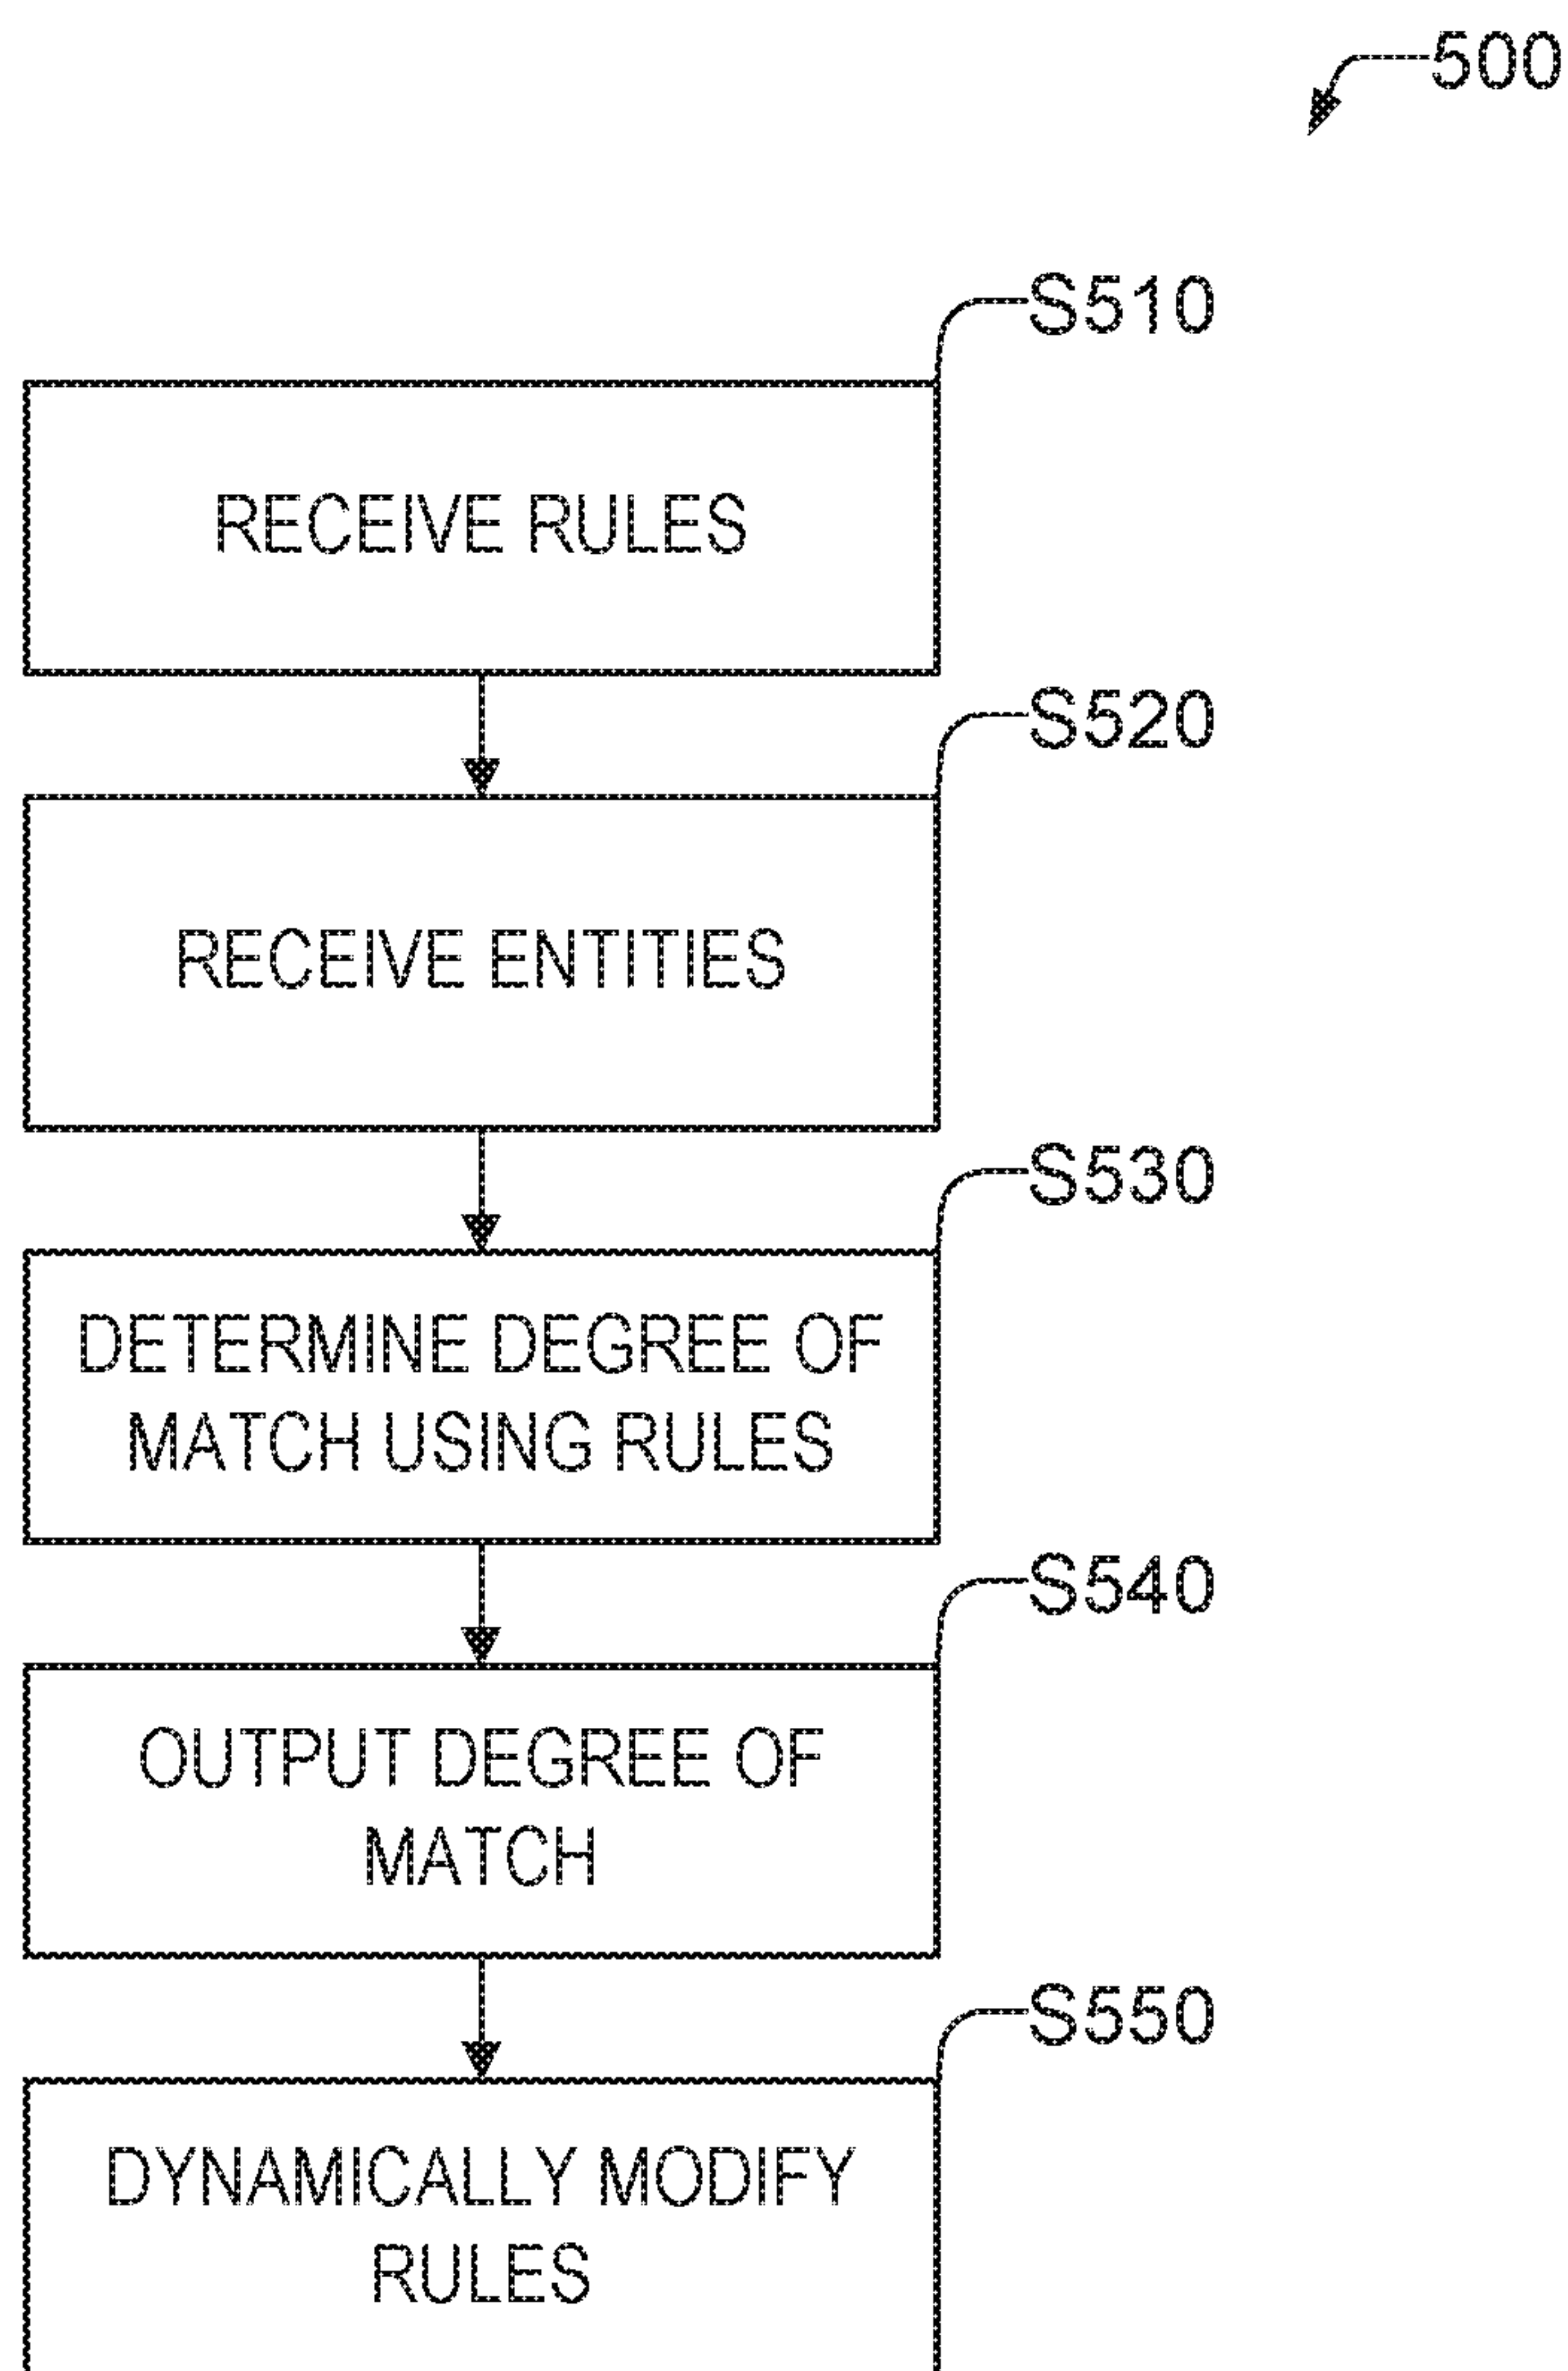 500
S510
RECEIVE RULES
S520
RECEIVE ENTITIES
S530
DETERMINE DEGREE OF
MATCH USING RULES
S540
OUTPUT DEGREE OF
MATCH
S550
DYNAMICALLY MODIFY
RULES